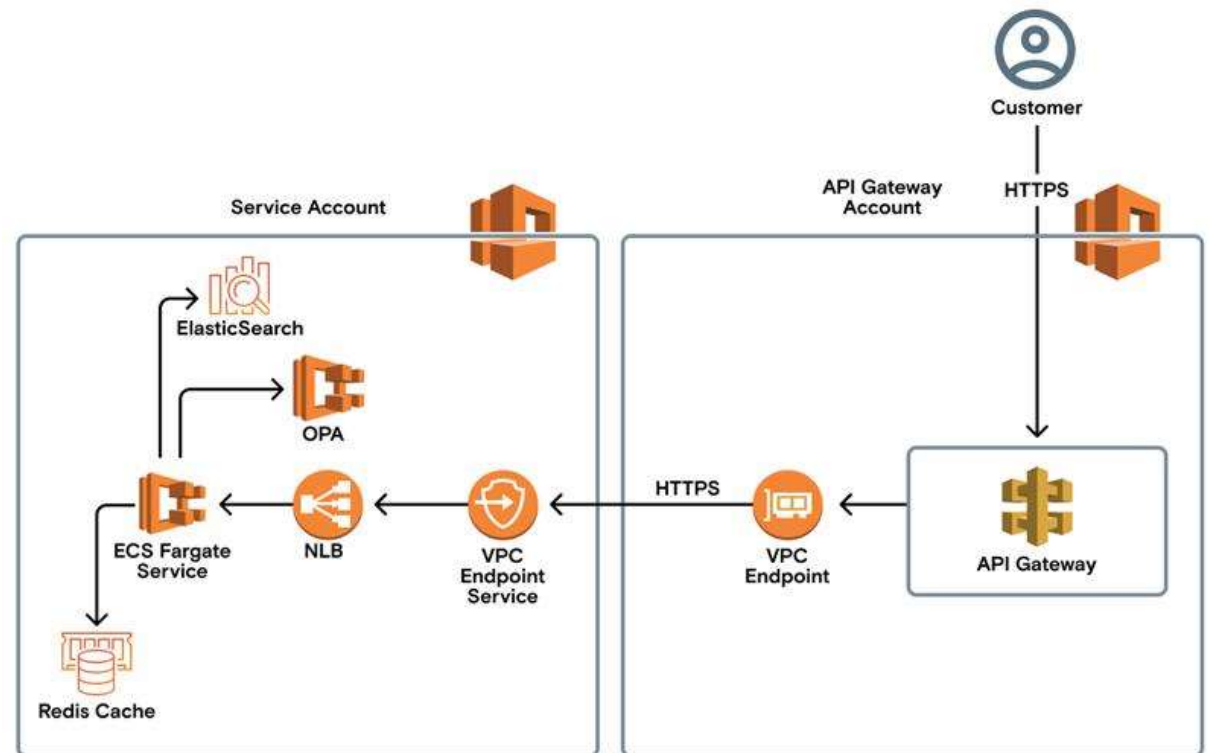 Customer
HTTPS
API Gateway
Account
Service Account
ElasticSearch
OPA
ECS Fargate
Service
NLB
VPC
Endpoint
Service
HTTPS
VPC
Endpoint
API Gateway
Redis Cache